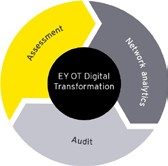 Assessment
Network analytics
EY OT Digital
Transformation
Audit